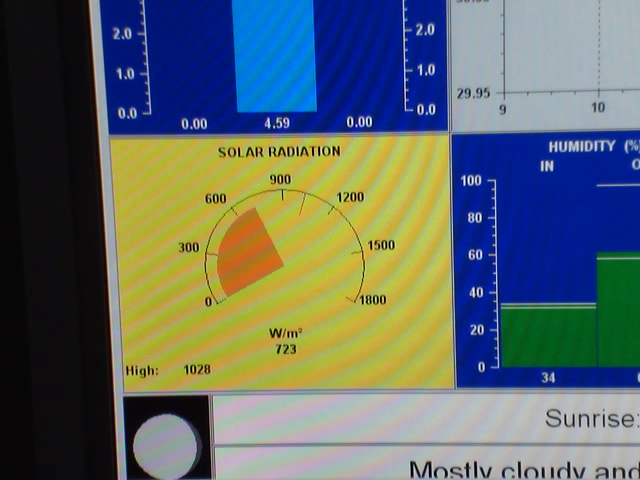 2.0 2.0
1.0 1.0
0.0 0.0
0.00 4.59 0.00
29.95
9 10
SOLAR RADIATION
0 300 600 900 1200 1500 1800
W/m²
723
High: 1028
HUMIDITY (%
IN
100
80
60
40
20
0
34
Sunrise:
Mostly cloudy and